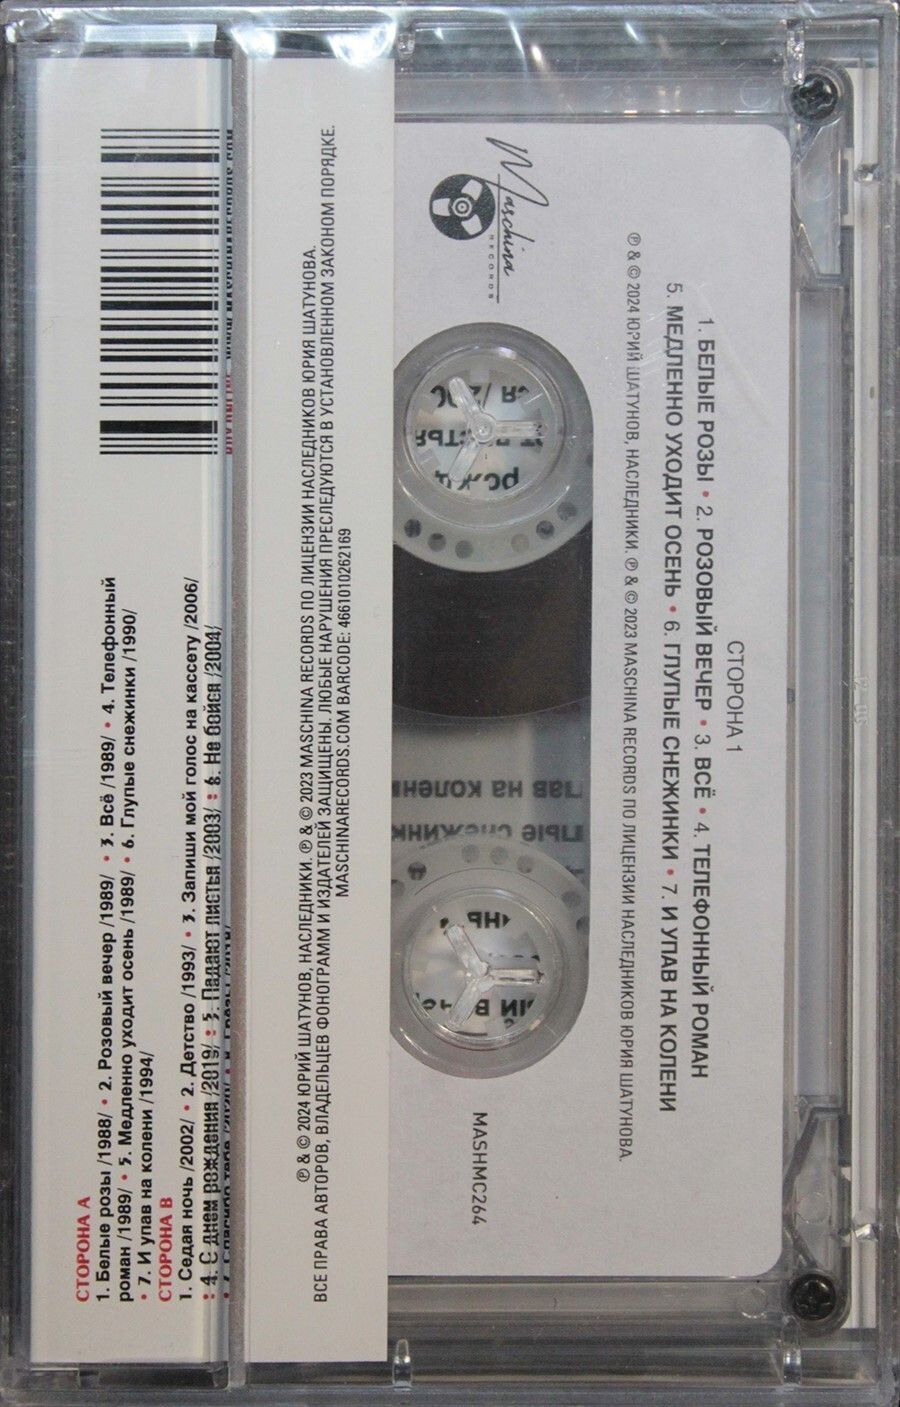 СТОРОНА А
1. Белые розы /1988/ • 2. Розовый вечер /1989/ • 3. Всё /1989/ • 4. Телефонный
роман /1989/ • 5. Медленно уходит осень /1989/ • 6. Глупые снежинки /1990/
• 7. И упав на колени /1994/
СТОРОНА В
1. Седая ночь /2002/ • 2. Детство /1993/ • 3. Запиши мой голос на кассету /2006/
• 4. С днем рождения /2019/ • 5. Падают листья /2003/ • 6. Не бойся /2004/
℗ & © 2024 ЮРИЙ ШАТУНОВ, НАСЛЕДНИКИ. ℗ & © 2023 MASCHINA RECORDS ПО ЛИЦЕНЗИИ НАСЛЕДНИКОВ ЮРИЯ ШАТУНОВА.
ВСЕ ПРАВА АВТОРОВ, ВЛАДЕЛЬЦЕВ ФОНОГРАММ И ИЗДАТЕЛЕЙ ЗАЩИЩЕНЫ. ЛЮБЫЕ НАРУШЕНИЯ ПРЕСЛЕДУЮТСЯ В УСТАНОВЛЕННОМ ЗАКОНОМ ПОРЯДКЕ.
MASCHINARECORDS.COM BARCODE: 4661010262169
СТОРОНА 1
1. БЕЛЫЕ РОЗЫ • 2. РОЗОВЫЙ ВЕЧЕР • 3. ВСЁ • 4. ТЕЛЕФОННЫЙ РОМАН
5. МЕДЛЕННО УХОДИТ ОСЕНЬ • 6. ГЛУПЫЕ СНЕЖИНКИ • 7. И УПАВ НА КОЛЕНИ
℗ & © 2024 ЮРИЙ ШАТУНОВ, НАСЛЕДНИКИ. ℗ & © 2023 MASCHINA RECORDS ПО ЛИЦЕНЗИИ НАСЛЕДНИКОВ ЮРИЯ ШАТУНОВА.
Maschina
RECORDS
MASHMC264